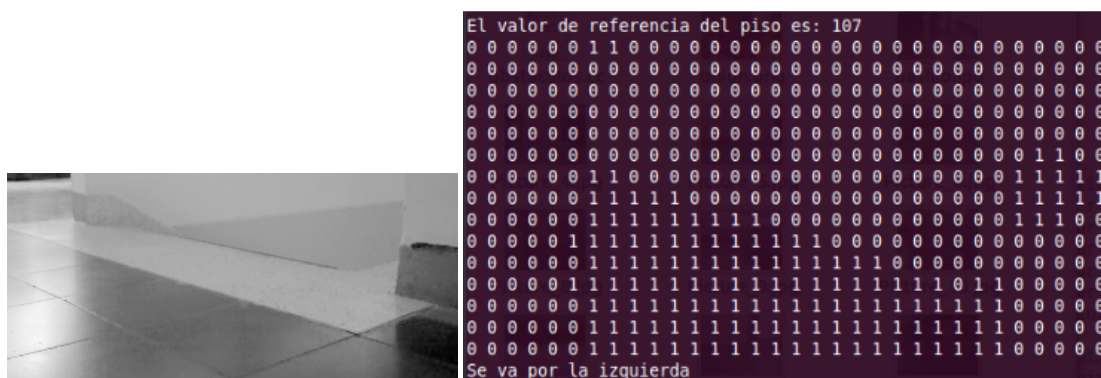 El valor de referencia del piso es: 107
0 0 0 0 0 0 1 1 0 0 0 0 0 0 0 0 0 0 0 0 0 0 0 0 0 0 0 0 0 0 0 0
0 0 0 0 0 0 0 0 0 0 0 0 0 0 0 0 0 0 0 0 0 0 0 0 0 0 0 0 0 0 0 0
0 0 0 0 0 0 0 0 0 0 0 0 0 0 0 0 0 0 0 0 0 0 0 0 0 0 0 0 0 0 0 0
0 0 0 0 0 0 0 0 0 0 0 0 0 0 0 0 0 0 0 0 0 0 0 0 0 0 0 0 0 0 0 0
0 0 0 0 0 0 0 0 0 0 0 0 0 0 0 0 0 0 0 0 0 0 0 0 0 0 0 0 0 0 0 0
0 0 0 0 0 0 0 0 0 0 0 0 0 0 0 0 0 0 0 0 0 0 0 0 0 0 0 0 1 1 0 0
0 0 0 0 0 0 1 1 0 0 0 0 0 0 0 0 0 0 0 0 0 0 0 0 0 0 0 1 1 1 1 1
0 0 0 0 0 0 1 1 1 1 1 0 0 0 0 0 0 0 0 0 0 0 0 0 0 0 0 1 1 1 1 1
0 0 0 0 0 0 1 1 1 1 1 1 1 1 1 0 0 0 0 0 0 0 0 0 0 0 0 1 1 1 0 0
0 0 0 0 0 1 1 1 1 1 1 1 1 1 1 1 1 1 0 0 0 0 0 0 0 0 0 0 0 0 0 0
0 0 0 0 0 0 1 1 1 1 1 1 1 1 1 1 1 1 1 1 1 0 0 0 0 0 0 0 0 0 0 0
0 0 0 0 0 1 1 1 1 1 1 1 1 1 1 1 1 1 1 1 1 1 1 1 0 1 1 0 0 0 0 0
0 0 0 0 0 0 1 1 1 1 1 1 1 1 1 1 1 1 1 1 1 1 1 1 1 1 1 0 0 0 0 0
0 0 0 0 0 0 1 1 1 1 1 1 1 1 1 1 1 1 1 1 1 1 1 1 1 1 1 0 0 0 0 0
0 0 0 0 0 0 1 1 1 1 1 1 1 1 1 1 1 1 1 1 1 1 1 1 1 1 1 0 0 0 0 0
Se va por la izquierda